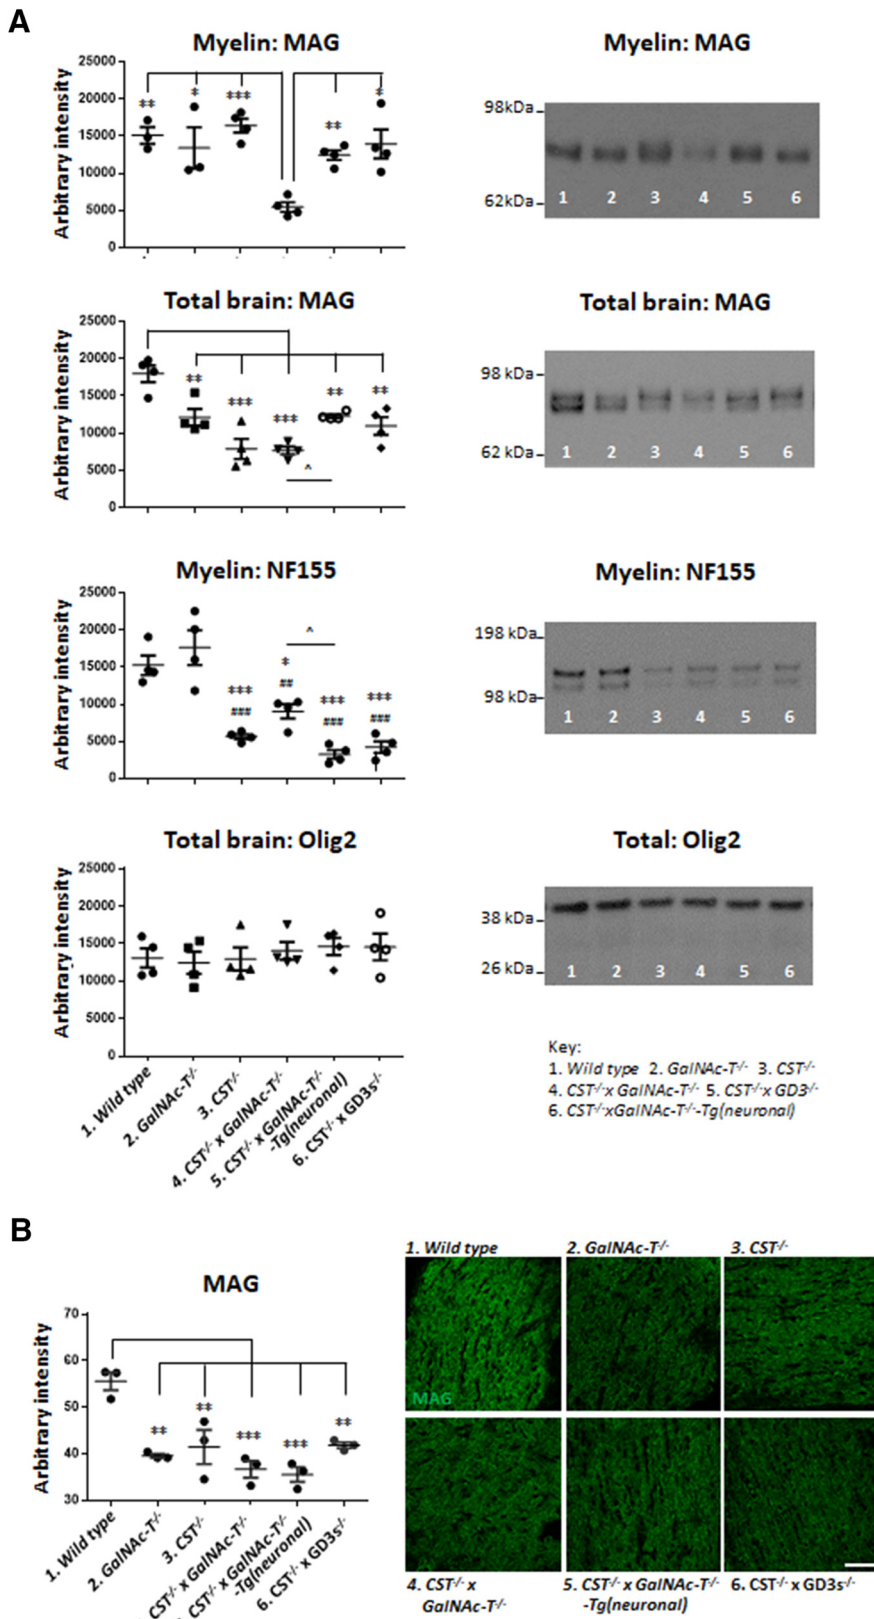 A
Myelin: MAG
Arbitrary intensity
25000
20000
15000
10000
5000
0
** * *** ** *
Myelin: MAG
98kDa
62kDa
1 2 3 4 5 6
Total brain: MAG
Arbitrary intensity
25000
20000
15000
10000
5000
0
** *** *** ** **
^
Total brain: MAG
98 kDa
62 kDa
1 2 3 4 5 6
Myelin: NF155
Arbitrary intensity
25000
20000
15000
10000
5000
0
^
*** * *** ***
### ## ### ###
Myelin: NF155
198 kDa
98 kDa
1 2 3 4 5 6
Total brain: Olig2
Arbitrary intensity
25000
20000
15000
10000
5000
0
1. Wild type
2. GalNAc-T-/-
3. CST-/-
4. CST-/- x GalNAc-T-/-
5. CST-/- x GalNAc-T-/-
-Tg(neuronal)
6. CST-/- x GD3s-/-
Total: Olig2
38 kDa
26 kDa
1 2 3 4 5 6
Key:
1. Wild type 2. GalNAc-T-/- 3. CST-/-
4. CST-/-x GalNAc-T-/- 5. CST-/-x GD3-/-
6. CST-/-xGalNAc-T-/--Tg(neuronal)
B
MAG
Arbitrary intensity
70
60
50
40
30
** ** *** *** **
1. Wild type
2. GalNAc-T-/-
3. CST-/-
CST-/- x GalNAc-T-/-
CST-/- x GalNAc-T-/-
-Tg(neuronal)
6. CST-/- x GD3s-/-
1. Wild type
2. GalNAc-T-/-
3. CST-/-
MAG
4. CST-/- x
GalNAc-T-/-
5. CST-/- x GalNAc-T-/-
-Tg(neuronal)
6. CST-/- x GD3s-/-